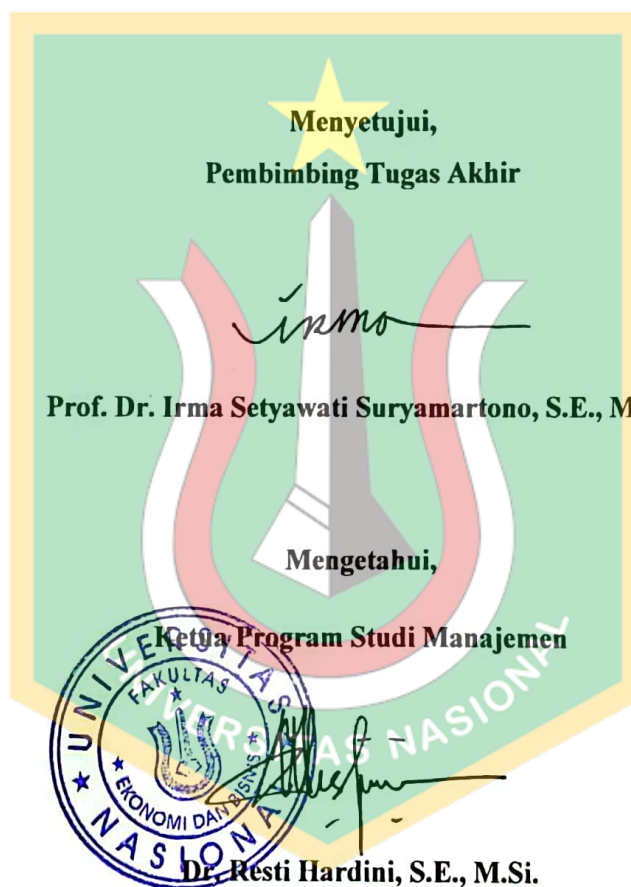 Menyetujui,
Pembimbing Tugas Akhir
irma
Prof. Dr. Irma Setyawati Suryamartono, S.E., M
Mengetahui,
Ketua Program Studi Manajemen
UNIVERSITAS NASIONAL
UNIVERSITAS NASIONAL
FAKULTAS
EKONOMI DAN BISNIS
Dr. Resti Hardini, S.E., M.Si.